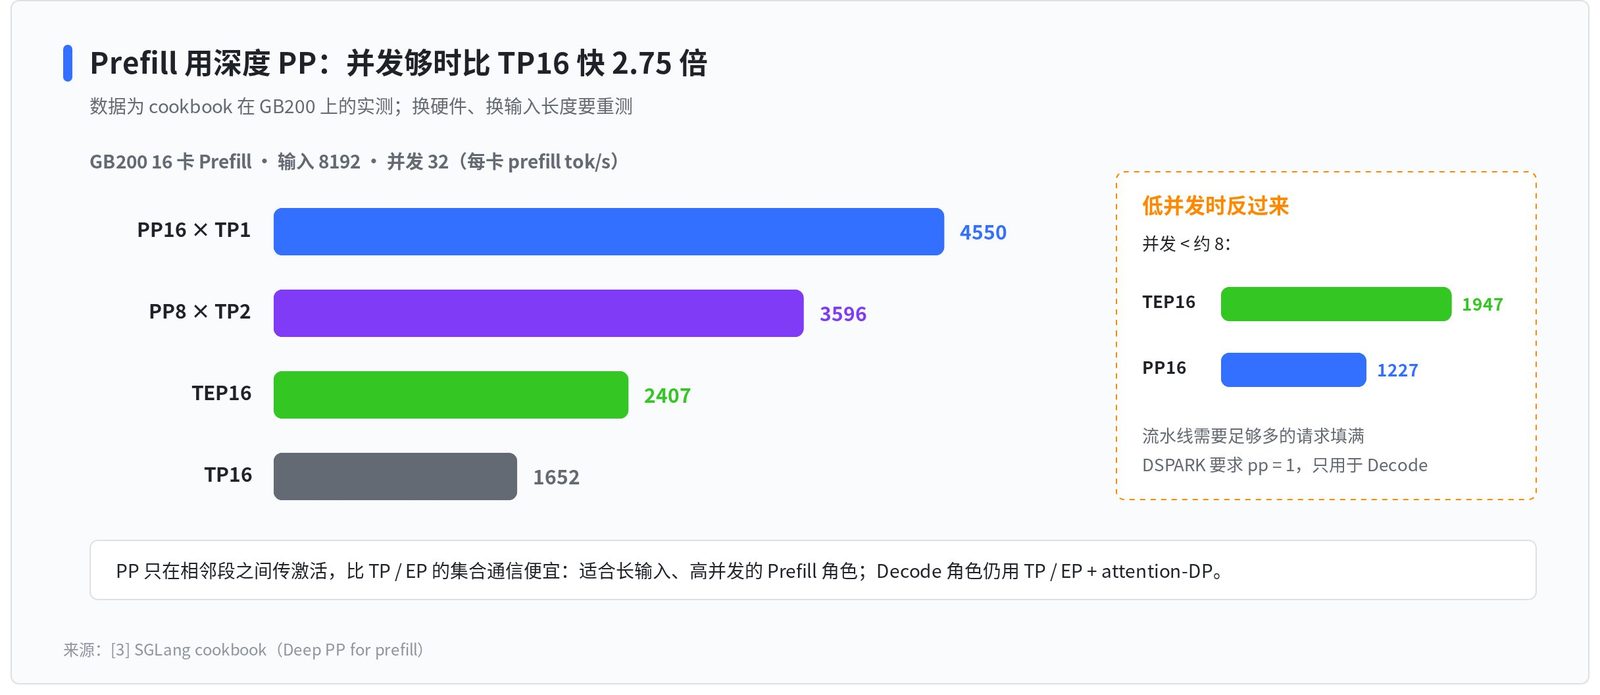 Prefill 用深度 PP：并发够时比 TP16 快 2.75 倍
数据为 cookbook 在 GB200 上的实测；换硬件、换输入长度要重测
GB200 16 卡 Prefill · 输入 8192 · 并发 32（每卡 prefill tok/s）
PP16 × TP1
4550
PP8 × TP2
3596
TEP16
2407
TP16
1652
低并发时反过来
并发 < 约 8：
TEP16
1947
PP16
1227
流水线需要足够多的请求填满
DSPARK 要求 pp = 1，只用于 Decode
PP 只在相邻段之间传激活，比 TP / EP 的集合通信便宜：适合长输入、高并发的 Prefill 角色；Decode 角色仍用 TP / EP + attention-DP。
来源：[3] SGLang cookbook（Deep PP for prefill）